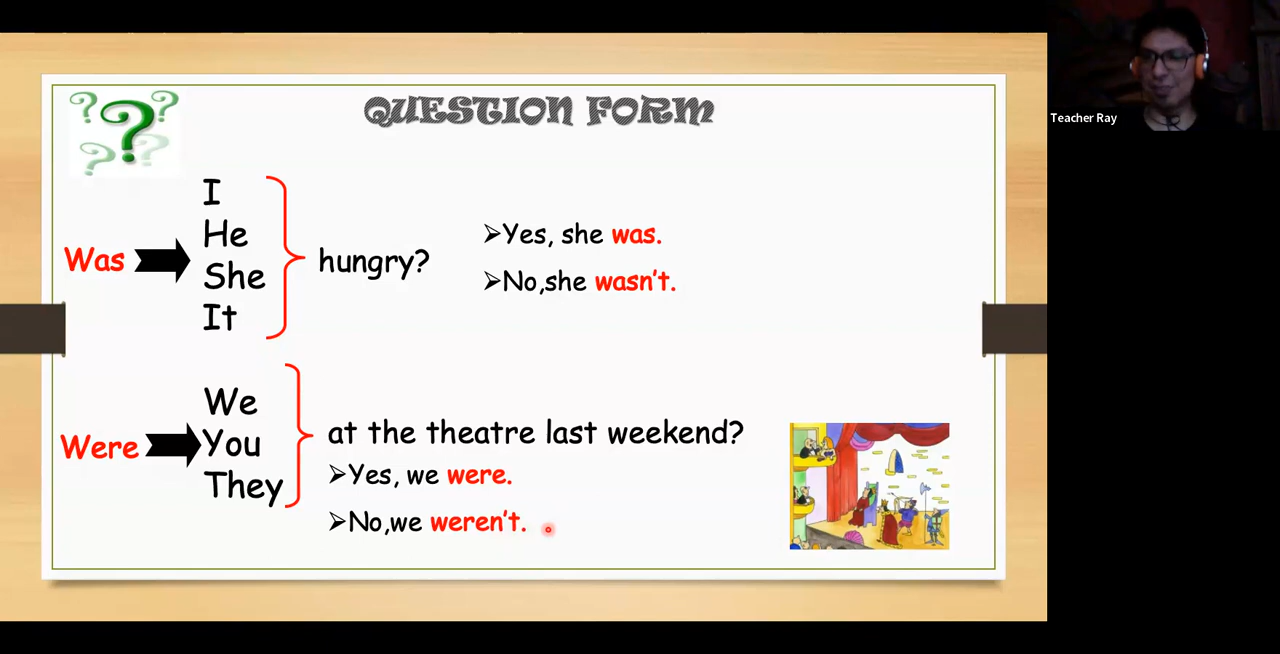 QUESTION FORM
Was
I
He
She
It
hungry?
➢Yes, she was.
➢No,she wasn't.
Were
We
You
They
at the theatre last weekend?
➢Yes, we were.
➢No,we weren't.
Teacher Ray